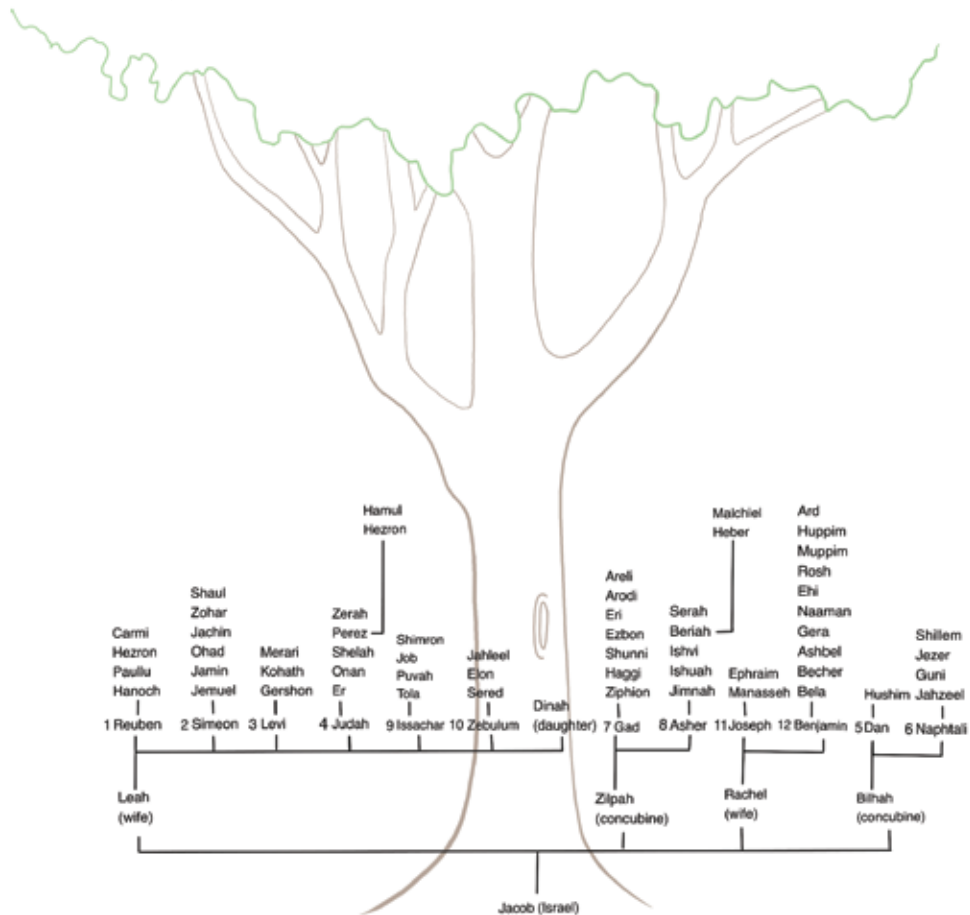 Hamul
Hezron
Malchiel
Heber
Ard
Huppim
Muppim
Rosh
Ehi
Naaman
Gera
Ashbel
Becher
Bela
Areli
Arodi
Eri
Ezbon
Shunni
Haggi
Ziphion
Shaul
Zohar
Jachin
Ohad
Jamin
Jemuel
Zerah
Perez
Shelah
Onan
Er
Serah
Beriah
Ishvi
Ishuah
Jimnah
Carmi
Hezron
Paullu
Hanoch
Merari
Kohath
Gershon
Shimron
Job
Puvah
Tola
Jahleel
Elon
Sered
Ephraim
Manasseh
Hushim
Shillem
Jezer
Guni
Jahzeel
1 Reuben
2 Simeon
3 Levi
4 Judah
9 Issachar
10 Zebulum
Dinah
(daughter)
7 Gad
8 Asher
11 Joseph
12 Benjamin
5 Dan
6 Naphtali
Leah
(wife)
Zilpah
(concubine)
Rachel
(wife)
Bilhah
(concubine)
Jacob (Israel)